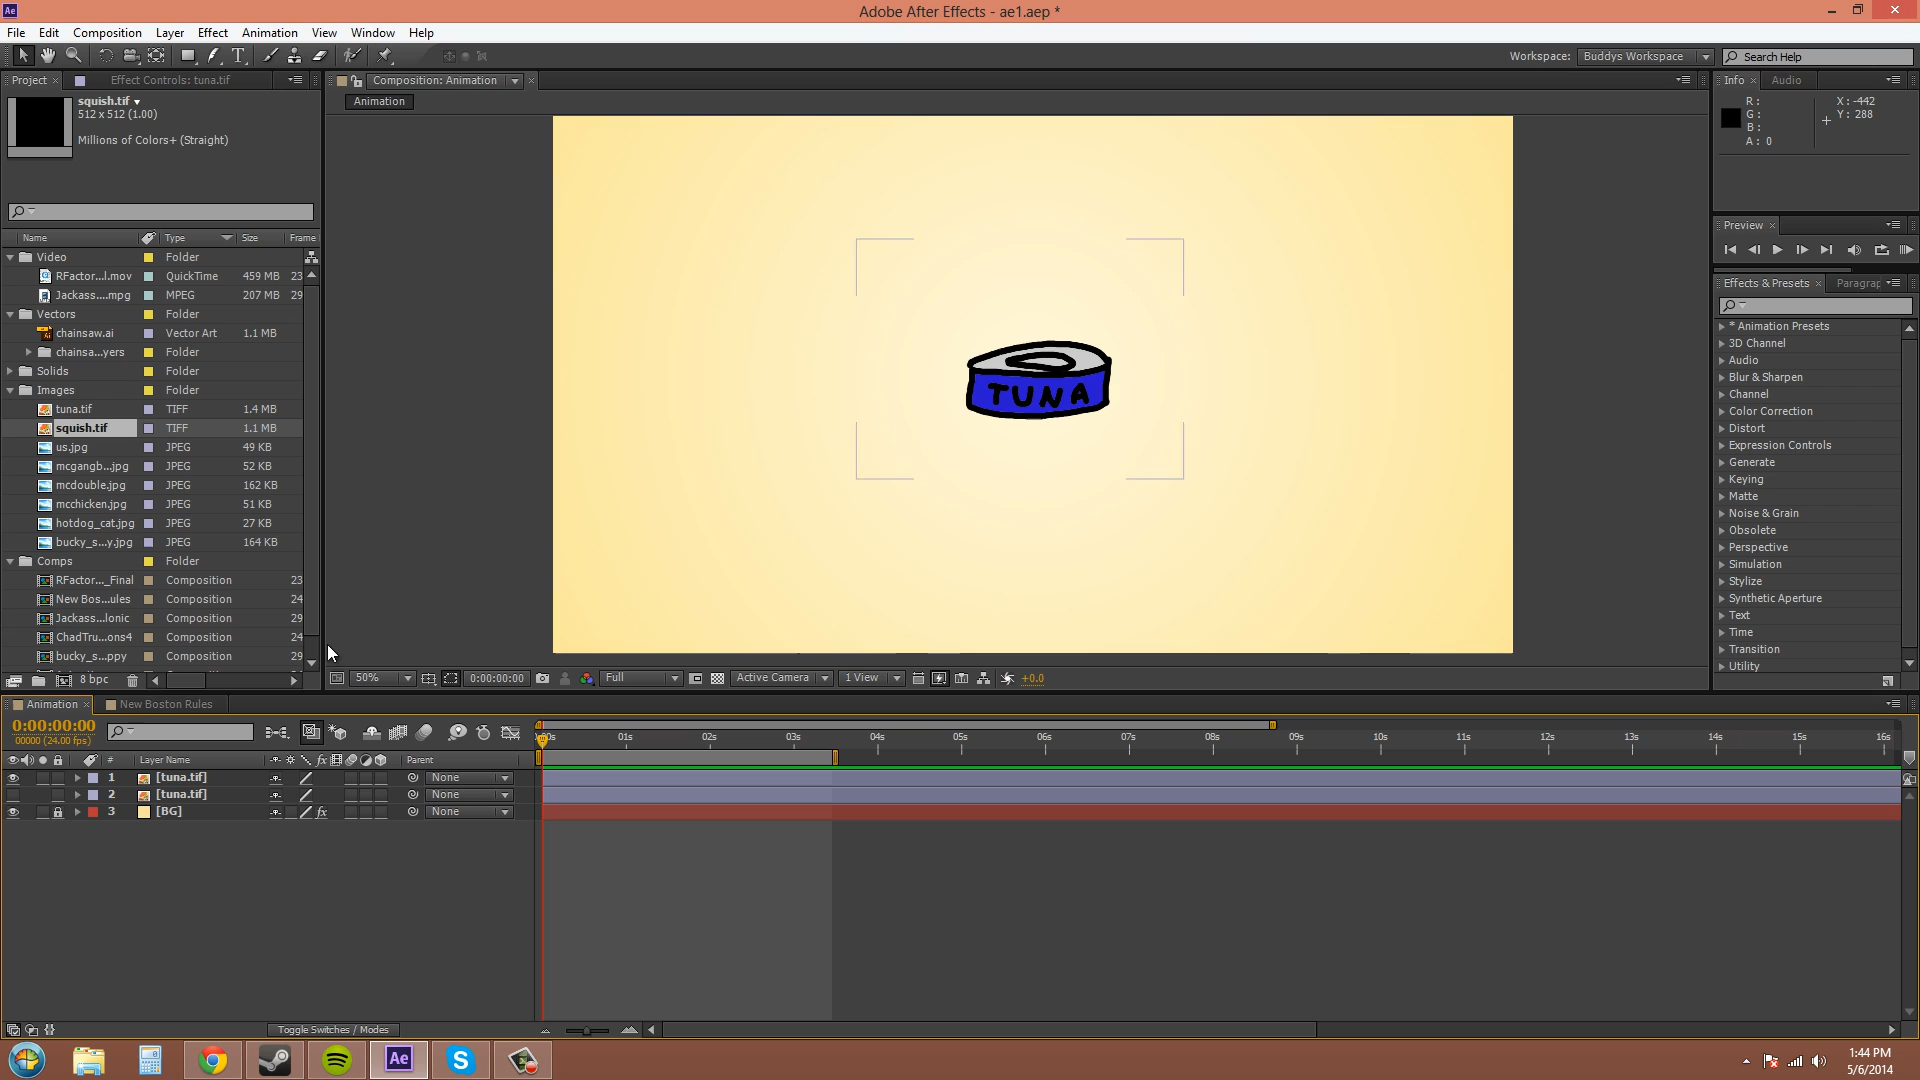 Ae
Adobe After Effects - ae1.aep *
File Edit Composition Layer Effect Animation View Window Help
Workspace: Buddys Workspace Search Help
Project Effect Controls: tuna.tif Composition: Animation Info Audio
squish.tif
512 x 512 (1.00)
Millions of Colors+ (Straight)
Animation
R: X: -442
G: Y: 288
B:
A: 0
Preview
Name Type Size Frame
Video Folder
RFactor...l.mov QuickTime 459 MB 23
Jackass....mpg MPEG 207 MB 29
Vectors Folder
chainsaw.ai Vector Art 1.1 MB
chainsa...yers Folder
Solids Folder
Images Folder
tuna.tif TIFF 1.4 MB
squish.tif TIFF 1.1 MB
us.jpg JPEG 49 KB
mcgangb...jpg JPEG 52 KB
mcdouble.jpg JPEG 162 KB
mcchicken.jpg JPEG 51 KB
hotdog_cat.jpg JPEG 27 KB
bucky_s...y.jpg JPEG 164 KB
Comps Folder
RFactor..._Final Composition 23
New Bos...ules Composition 24
Jackass...lonic Composition 29
ChadTru...ons4 Composition 24
bucky_s...ppy Composition 29
8 bpc
TUNA
Effects & Presets Paragrap
* Animation Presets
3D Channel
Audio
Blur & Sharpen
Channel
Color Correction
Distort
Expression Controls
Generate
Keying
Matte
Noise & Grain
Obsolete
Perspective
Simulation
Stylize
Synthetic Aperture
Text
Time
Transition
Utility
50% 0:00:00:00 Full Active Camera 1 View +0.0
Animation New Boston Rules
0:00:00:00
00000 (24.00 fps)
01s 02s 03s 04s 05s 06s 07s 08s 09s 10s 11s 12s 13s 14s 15s 16s
# Layer Name fx Parent
1 [tuna.tif] None
2 [tuna.tif] None
3 [BG] fx None
Toggle Switches / Modes
Ae
1:44 PM
5/6/2014